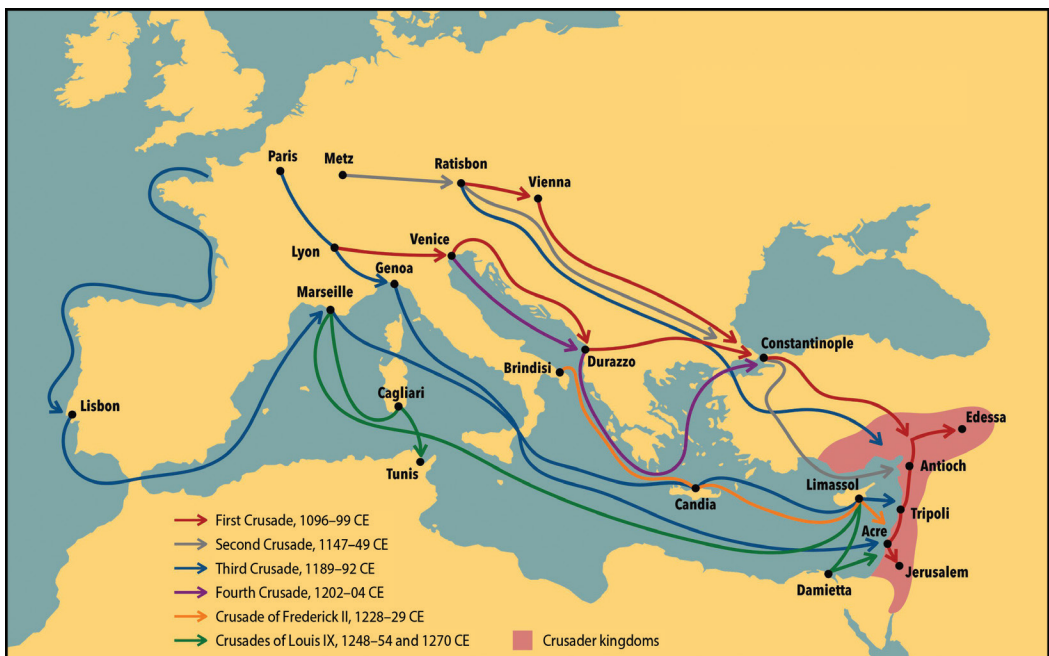 Paris
Metz
Ratisbon
Vienna
Lyon
Venice
Genoa
Marseille
Constantinople
Durazzo
Brindisi
Cagliari
Lisbon
Edessa
Tunis
Antioch
Limassol
Candia
Tripoli
Acre
Jerusalem
Damietta
First Crusade, 1096–99 CE
Second Crusade, 1147–49 CE
Third Crusade, 1189–92 CE
Fourth Crusade, 1202–04 CE
Crusade of Frederick II, 1228–29 CE
Crusades of Louis IX, 1248–54 and 1270 CE
Crusader kingdoms